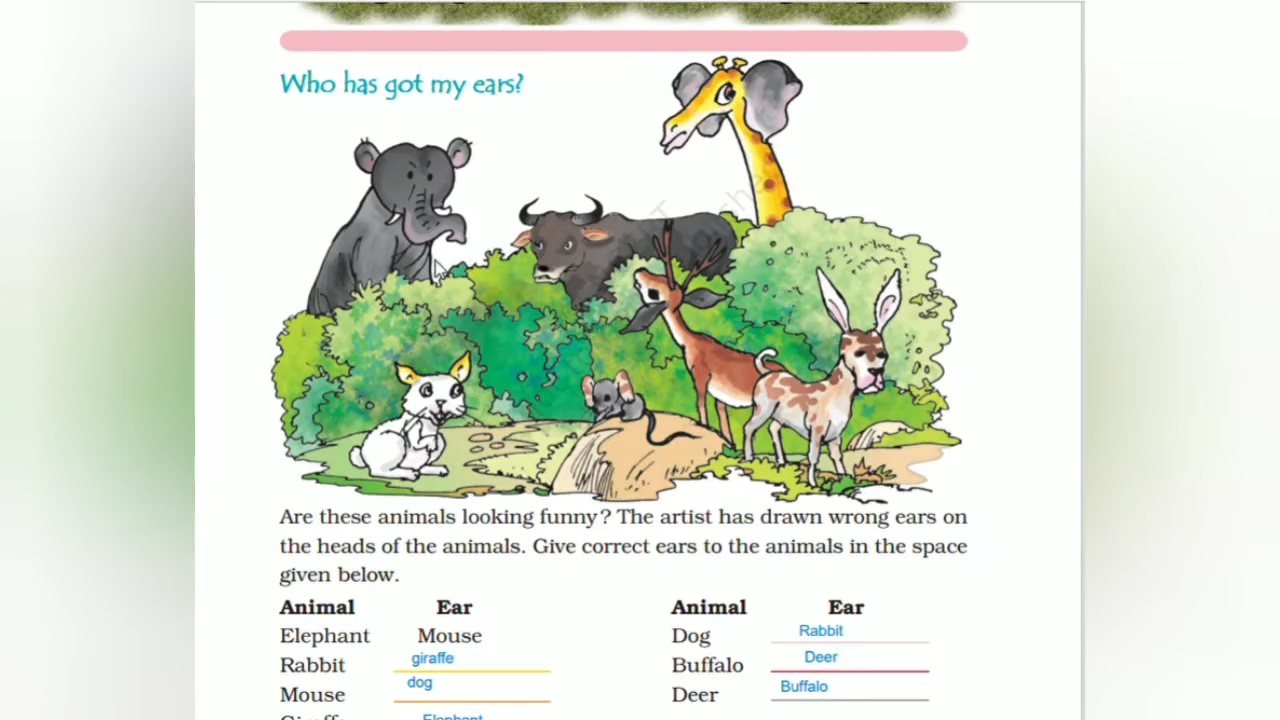 Who has got my ears?
Are these animals looking funny? The artist has drawn wrong ears on
the heads of the animals. Give correct ears to the animals in the space
given below.
Animal Ear Animal Ear
Elephant Mouse Dog Rabbit
Rabbit giraffe Buffalo Deer
Mouse dog Deer Buffalo
Giraffe Elephant